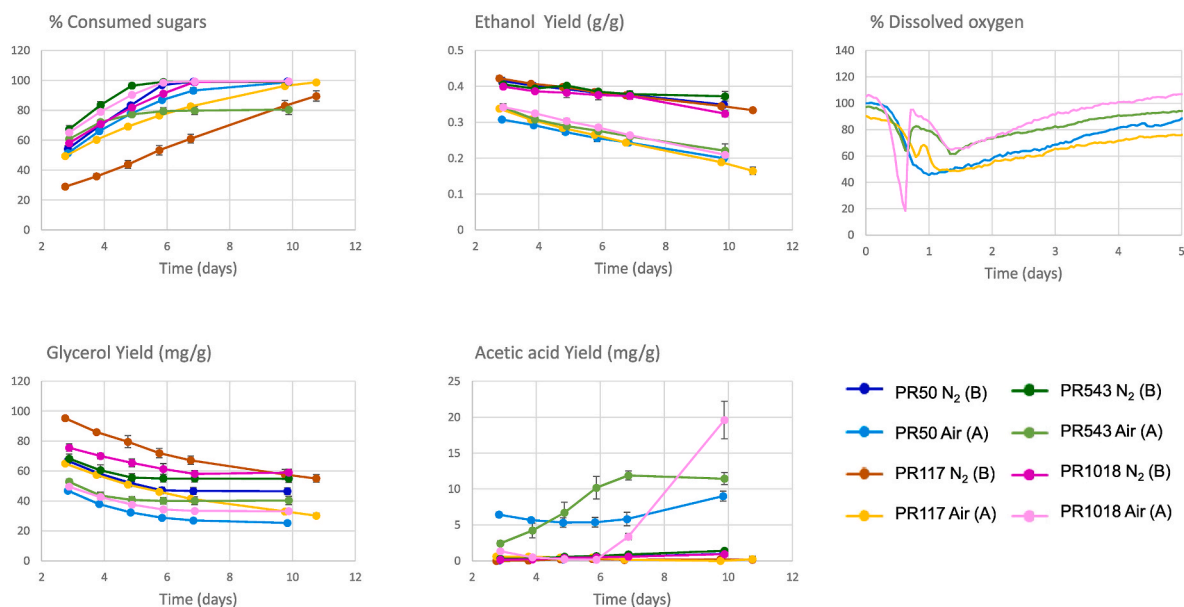 % Consumed sugars
120
100
80
60
40
20
0
2 4 6 8 10 12
Time (days)
Ethanol Yield (g/g)
0.5
0.4
0.3
0.2
0.1
0
2 4 6 8 10 12
Time (days)
% Dissolved oxygen
140
120
100
80
60
40
20
0
0 1 2 3 4 5
Time (days)
Glycerol Yield (mg/g)
120
100
80
60
40
20
0
2 4 6 8 10 12
Time (days)
Acetic acid Yield (mg/g)
25
20
15
10
5
0
2 4 6 8 10 12
Time (days)
PR50 N₂ (B)
PR50 Air (A)
PR117 N₂ (B)
PR117 Air (A)
PR543 N₂ (B)
PR543 Air (A)
PR1018 N₂ (B)
PR1018 Air (A)